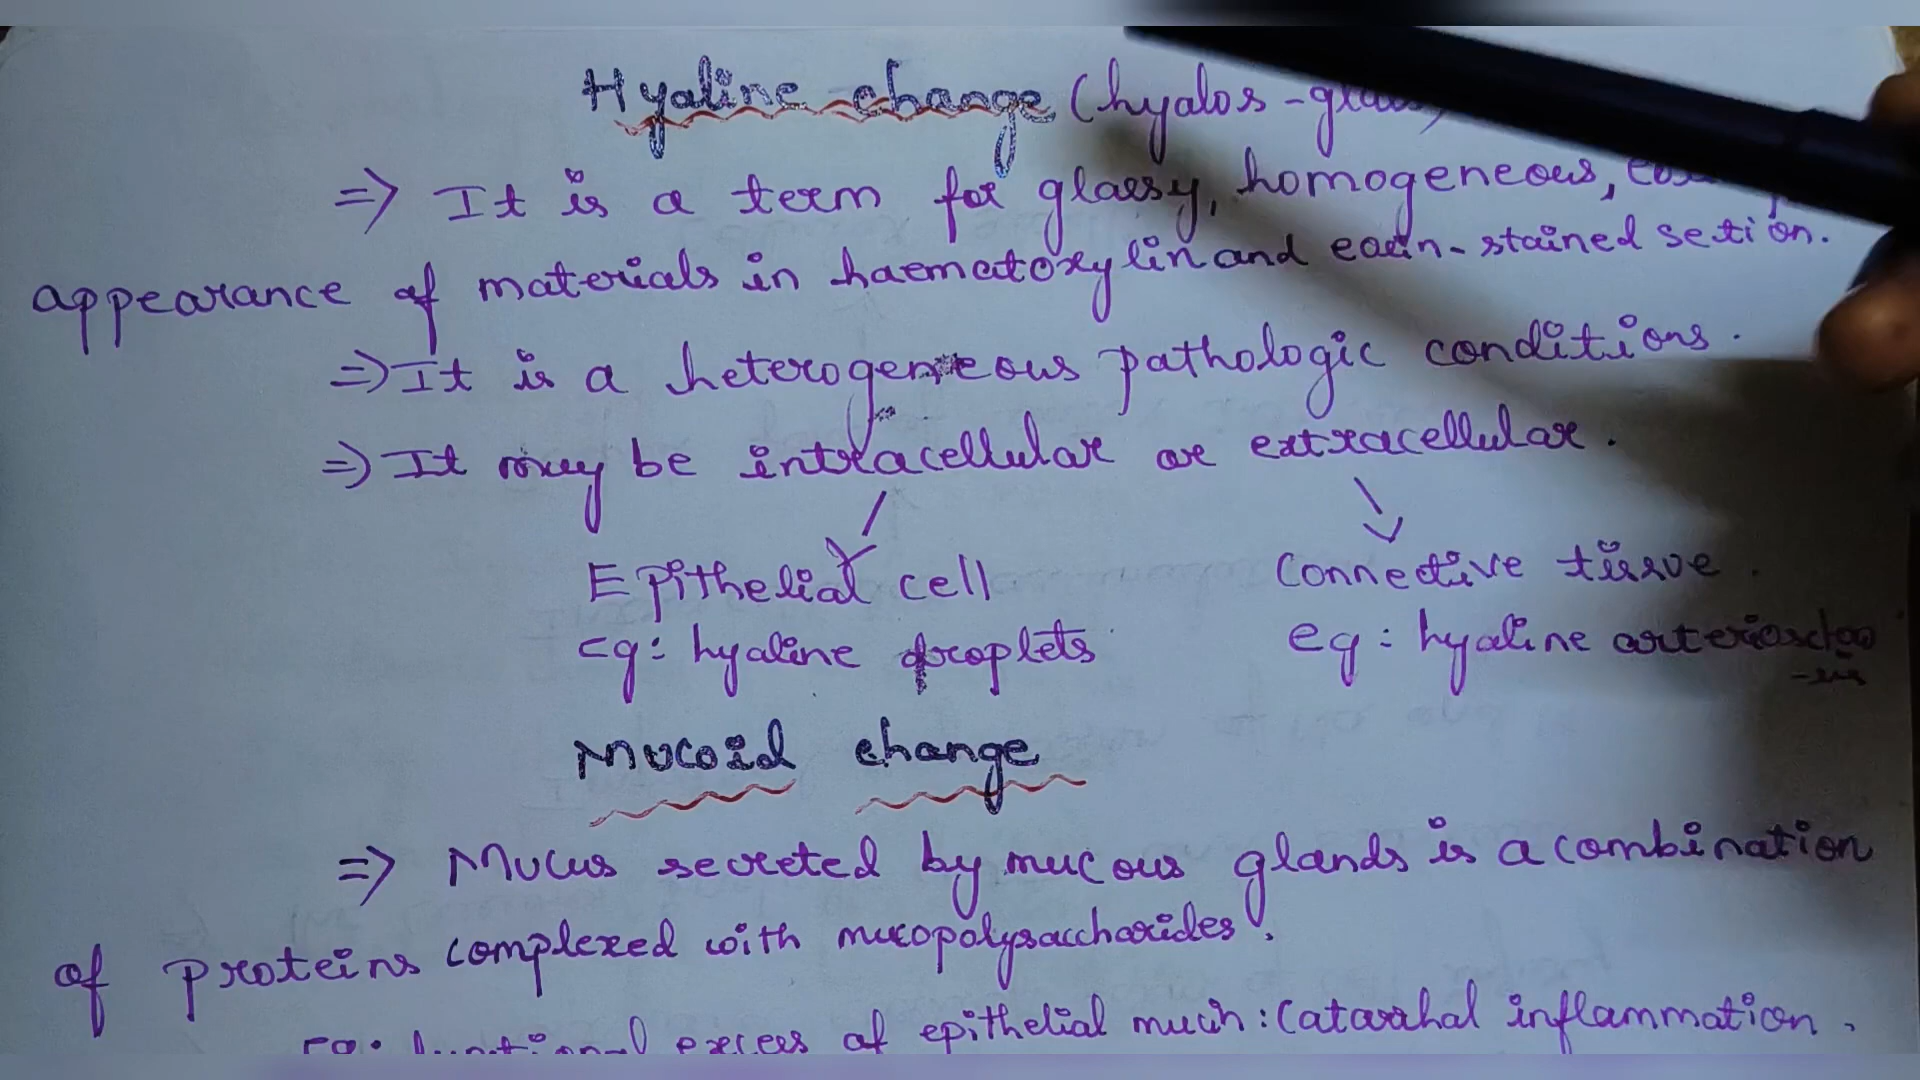 Hyaline change (hyalos -
=> It is a term for glassy, homogeneous,
appearance of materials in haematoxylin and eosin-stained section.
=> It is a heterogeneous pathologic conditions.
=> It may be intracellular or extracellular.
Epithelial cell
eg: hyaline droplets
Connective tissue.
eg: hyaline
Mucoid change
=> Mucus secreted by mucous glands is a combination
of proteins complexed with mucopolysaccharides.
excess of epithelial mucin: Catarrhal inflammation.